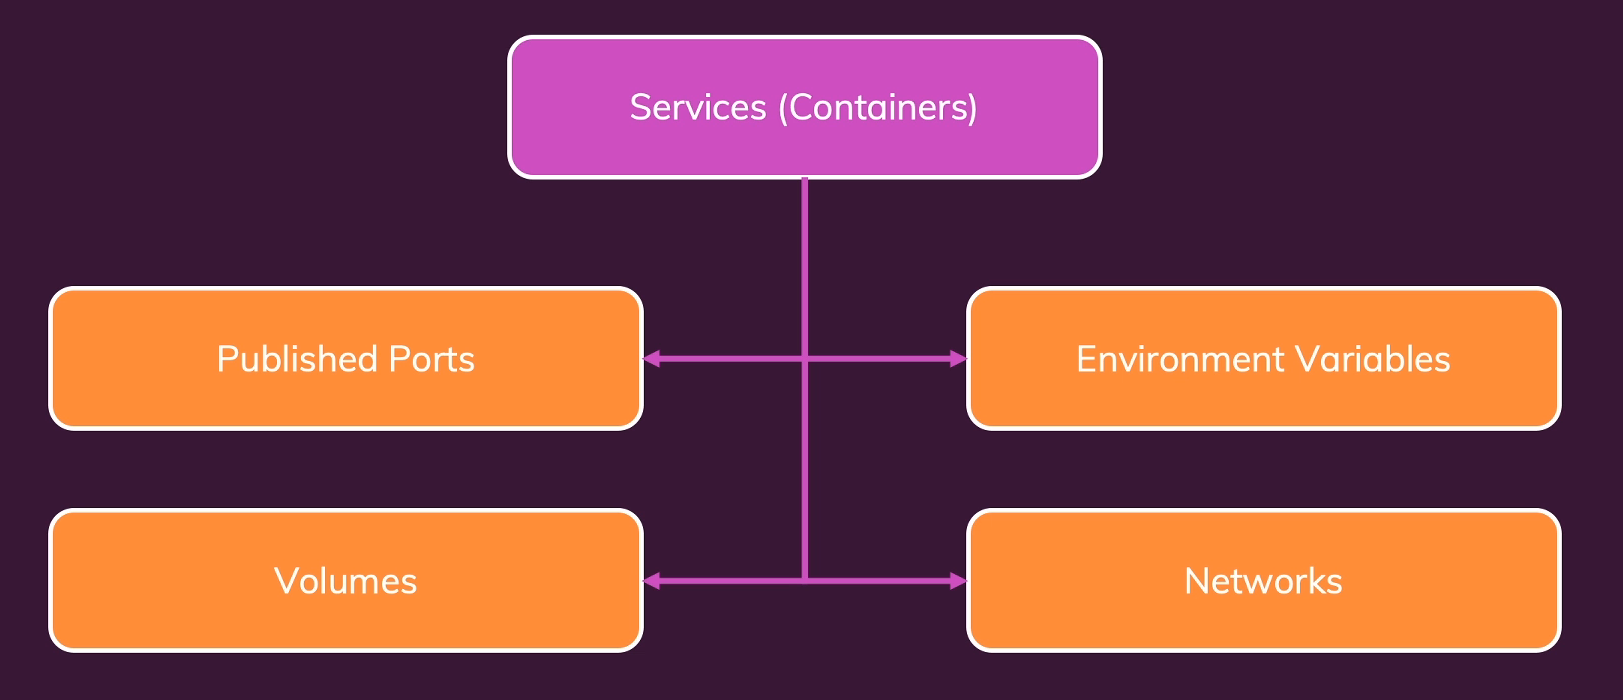 Services (Containers)
Published Ports
Environment Variables
Volumes
Networks